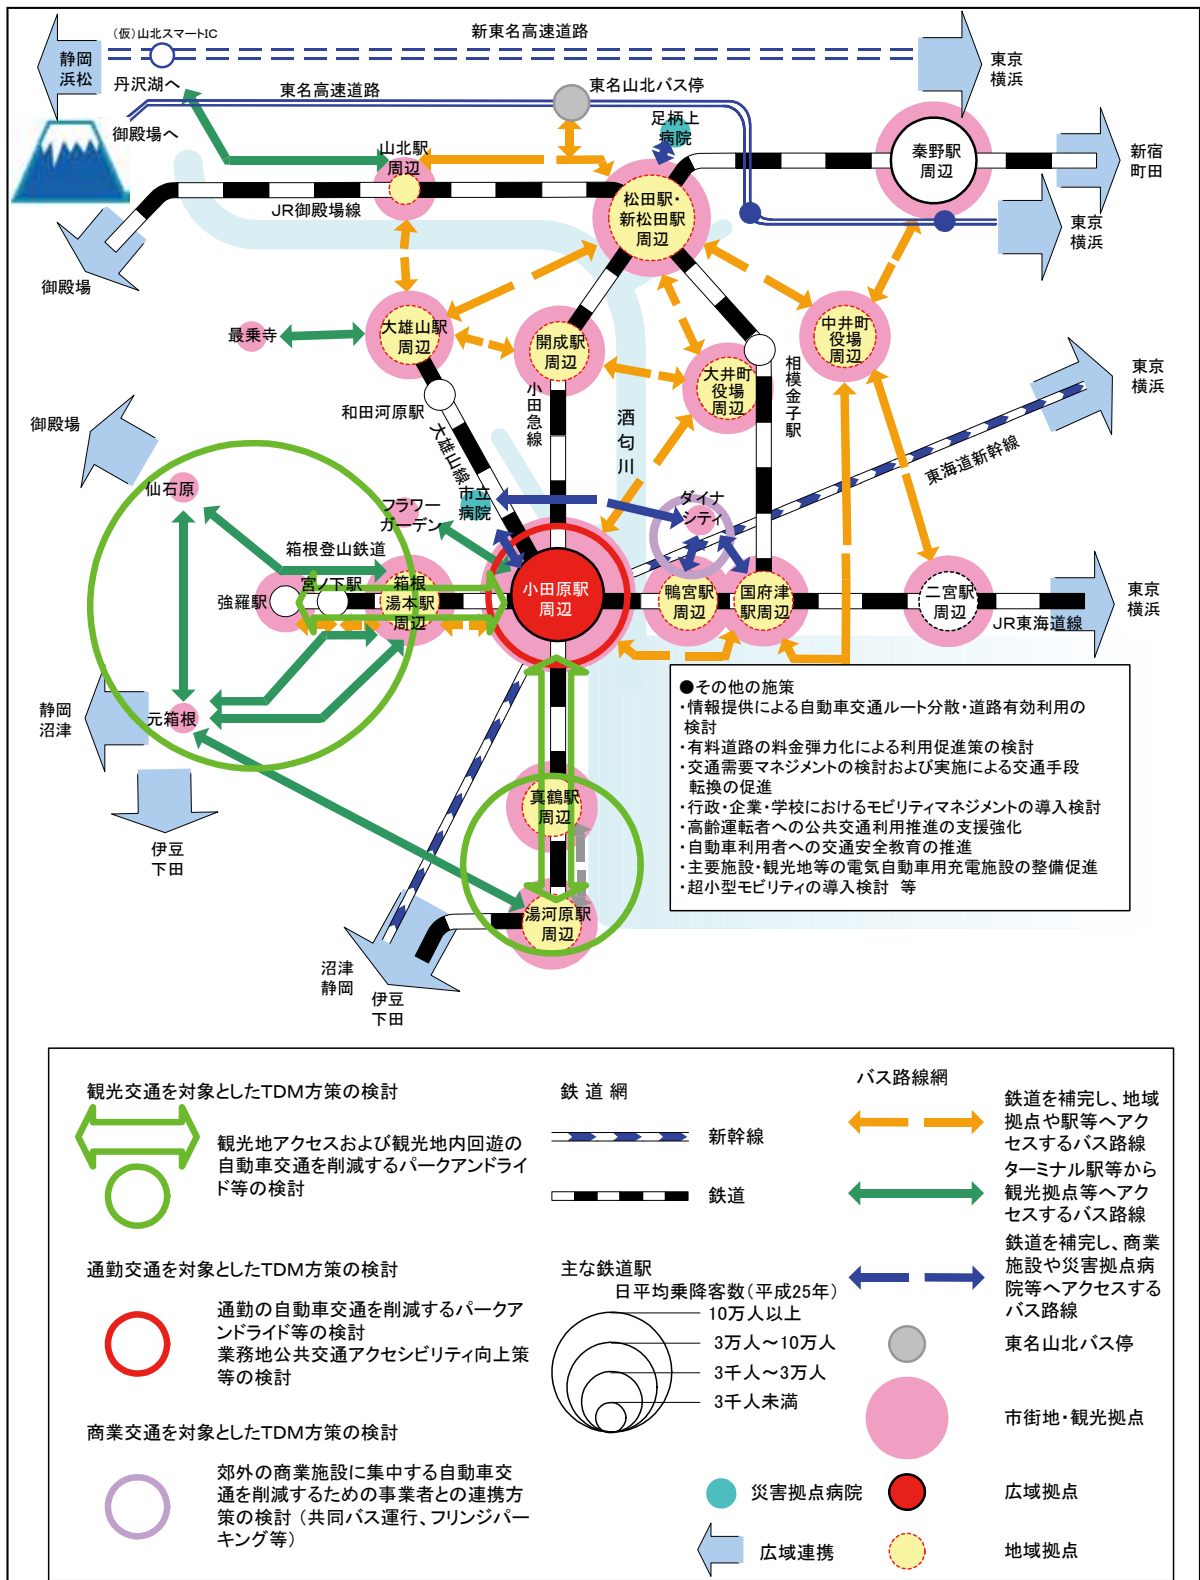 (仮)山北スマートIC
新東名高速道路
静岡
浜松
東京
横浜
丹沢湖へ
東名高速道路
東名山北バス停
御殿場へ
足柄上
病院
山北駅
周辺
秦野駅
周辺
新宿
町田
松田駅・
新松田駅
周辺
JR御殿場線
東京
横浜
御殿場
大雄山駅
周辺
開成駅
周辺
中井町
役場
周辺
最乗寺
大井町
役場
周辺
相模金子駅
東京
横浜
小田急線
和田河原駅
大雄山線
酒匂川
東海道新幹線
御殿場
仙石原
フラワー
ガーデン
市立
病院
ダイナ
シティ
箱根登山鉄道
宮ノ下駅
強羅駅
箱根
湯本駅
周辺
小田原駅
周辺
鴨宮駅
周辺
国府津
駅周辺
二宮駅
周辺
東京
横浜
JR東海道線
元箱根
静岡
沼津
伊豆
下田
真鶴駅
周辺
湯河原駅
周辺
沼津
静岡
伊豆
下田
●その他の施策
・情報提供による自動車交通ルート分散・道路有効利用の
検討
・有料道路の料金弾力化による利用促進策の検討
・交通需要マネジメントの検討および実施による交通手段
転換の促進
・行政・企業・学校におけるモビリティマネジメントの導入検討
・高齢運転者への公共交通利用推進の支援強化
・自動車利用者への交通安全教育の推進
・主要施設・観光地等の電気自動車用充電施設の整備促進
・超小型モビリティの導入検討 等
観光交通を対象としたTDM方策の検討
観光地アクセスおよび観光地内回遊の
自動車交通を削減するパークアンドライ
ド等の検討
通勤交通を対象としたTDM方策の検討
通勤の自動車交通を削減するパークア
ンドライド等の検討
業務地公共交通アクセシビリティ向上策
等の検討
商業交通を対象としたTDM方策の検討
郊外の商業施設に集中する自動車交
通を削減するための事業者との連携方
策の検討（共同バス運行、フリンジパー
キング等）
鉄 道 網
新幹線
鉄道
主な鉄道駅
日平均乗降客数(平成25年)
10万人以上
3万人～10万人
3千人～3万人
3千人未満
災害拠点病院
広域連携
バス路線網
鉄道を補完し、地域
拠点や駅等へアク
セスするバス路線
ターミナル駅等から
観光拠点等へアク
セスするバス路線
鉄道を補完し、商業
施設や災害拠点病
院等へアクセスする
バス路線
東名山北バス停
市街地・観光拠点
広域拠点
地域拠点